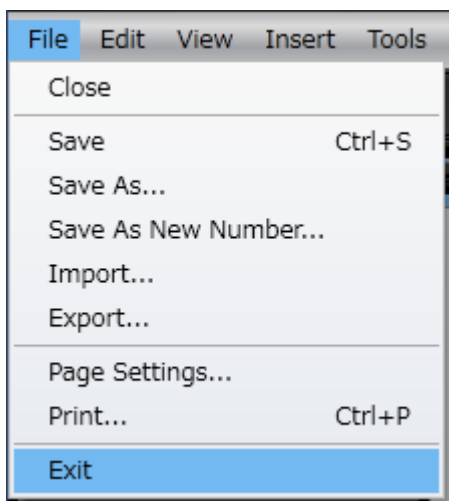 File Edit View Insert Tools
Close
Save Ctrl+S
Save As...
Save As New Number...
Import...
Export...
Page Settings...
Print... Ctrl+P
Exit